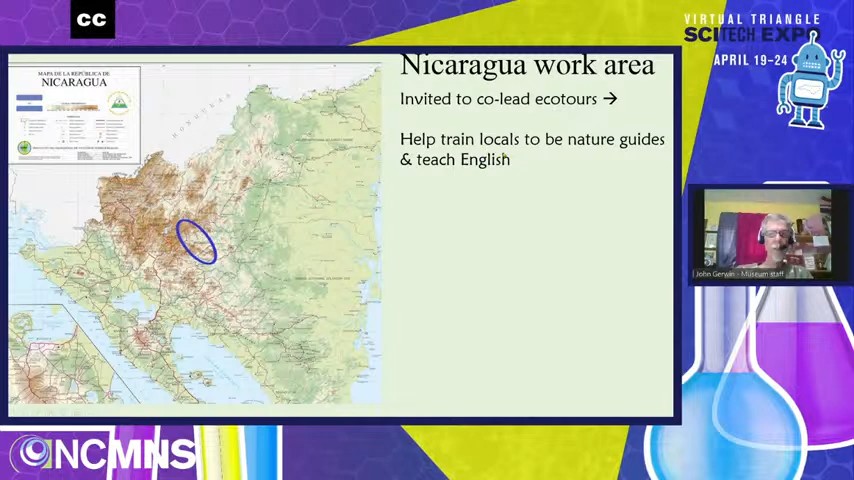 CC
VIRTUAL TRIANGLE
SCITECH EXPO
APRIL 19-24
MAPA DE LA REPUBLICA DE
NICARAGUA
Nicaragua work area
Invited to co-lead ecotours →
Help train locals to be nature guides
& teach English
John Gerwin - Museum staff
NCMNS